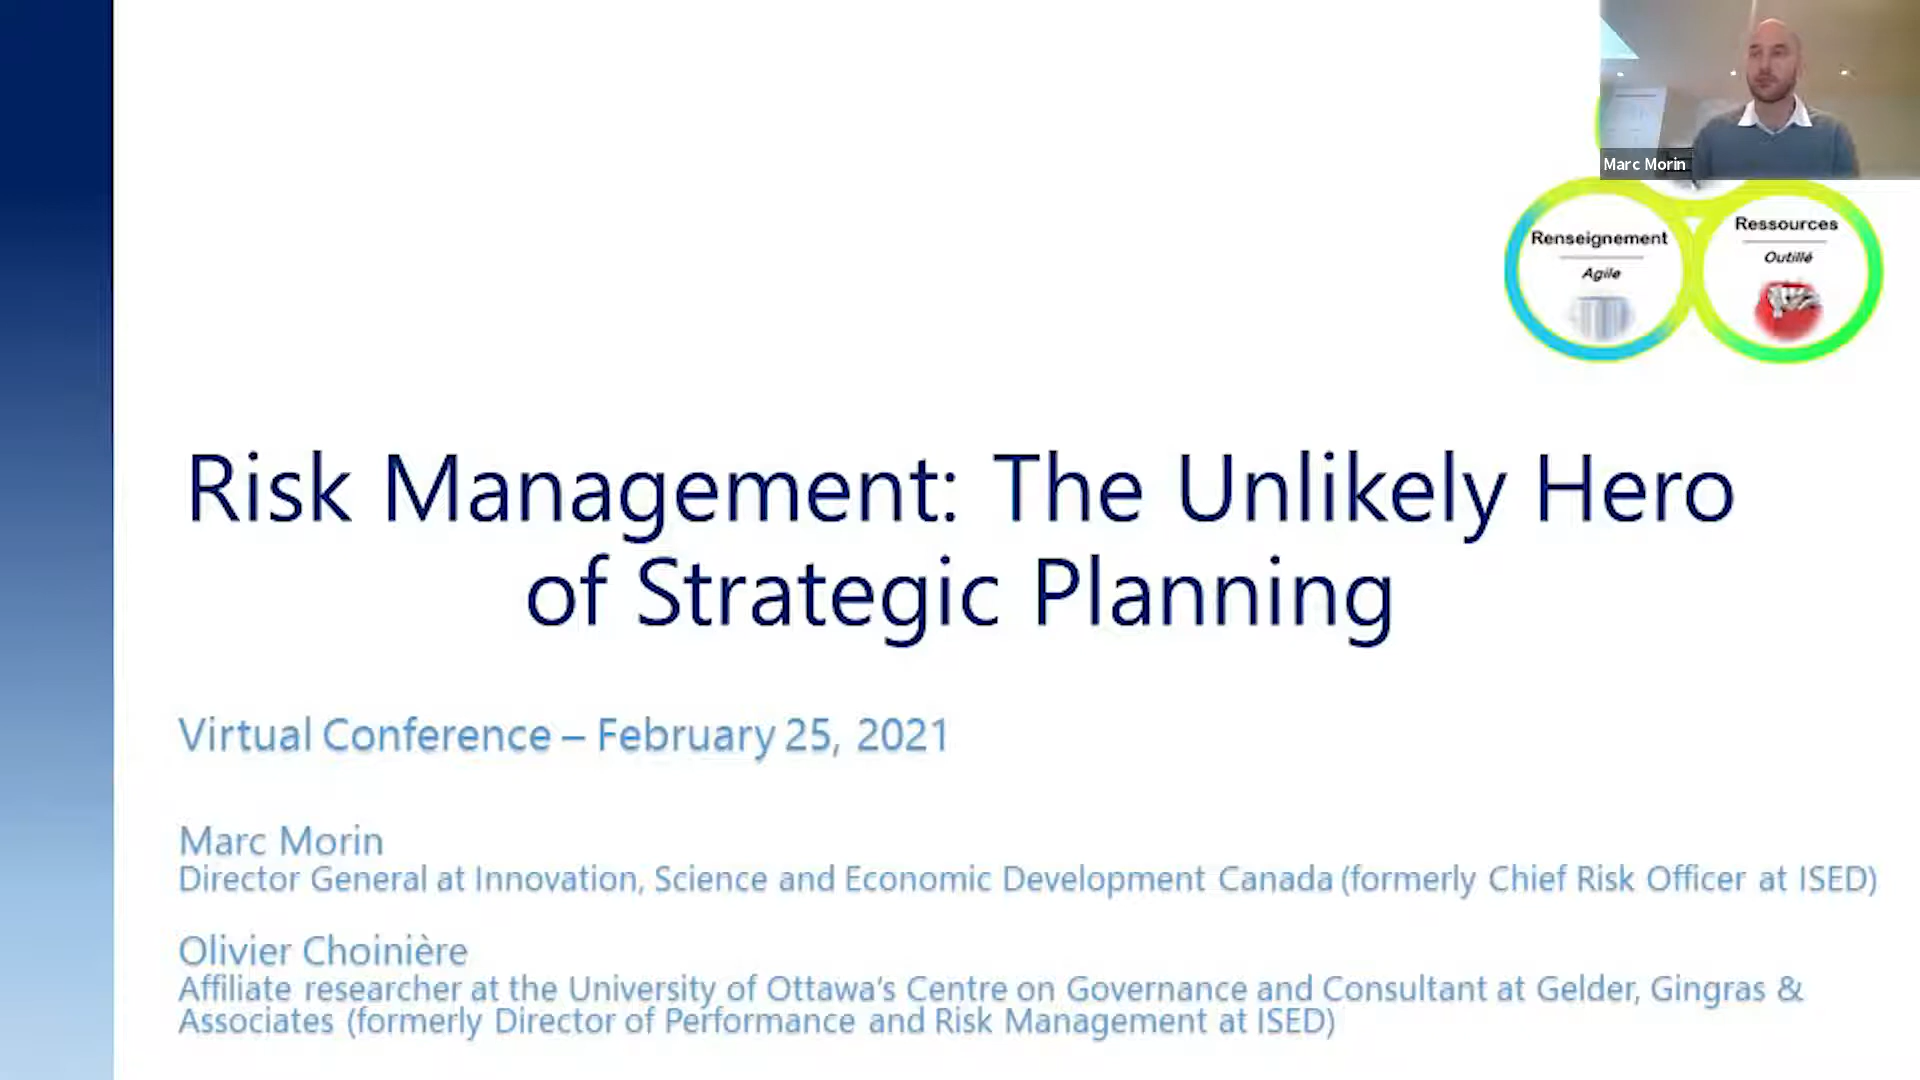 Marc Morin
Renseignement
Agile
Ressources
Outillé
Risk Management: The Unlikely Hero
of Strategic Planning
Virtual Conference – February 25, 2021
Marc Morin
Director General at Innovation, Science and Economic Development Canada (formerly Chief Risk Officer at ISED)
Olivier Choinière
Affiliate researcher at the University of Ottawa's Centre on Governance and Consultant at Gelder, Gingras &
Associates (formerly Director of Performance and Risk Management at ISED)